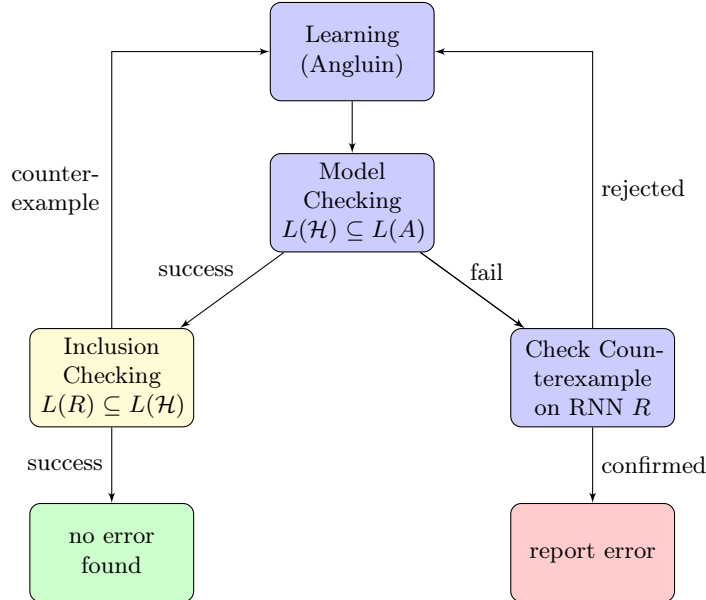 Learning
(Angluin)
Model
Checking
L(ℋ) ⊆ L(A)
counter-
example
rejected
success
fail
Inclusion
Checking
L(R) ⊆ L(ℋ)
Check Coun-
terexample
on RNN R
success
confirmed
no error
found
report error